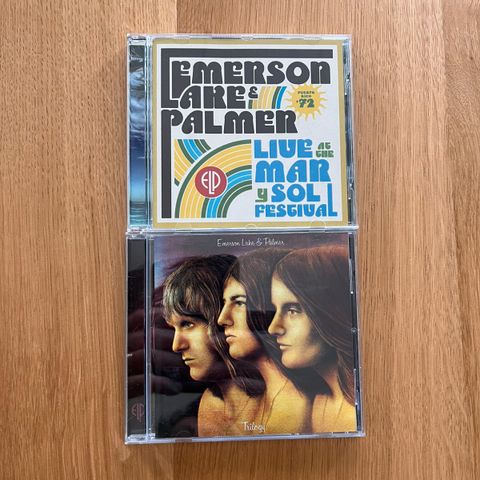 EMERSON
LAKE &
PALMER
PUERTO
RICO
'72
LIVE AT THE
MAR
Y SOL
FESTIVAL
ELP
Emerson Lake & Palmer
Trilogy
ELP